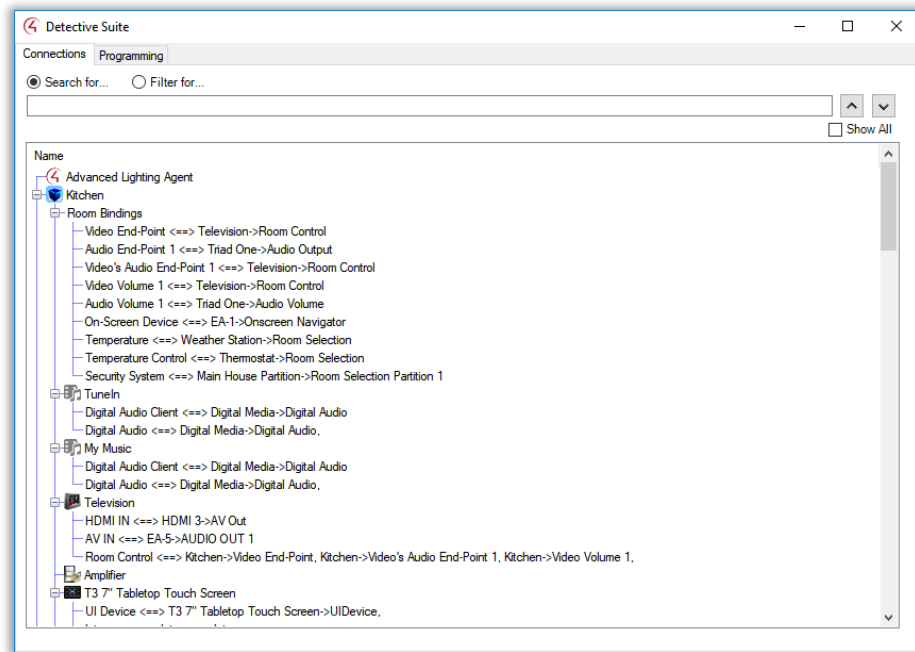 Detective Suite
Connections Programming
Search for... Filter for...
Show All
Name
Advanced Lighting Agent
Kitchen
Room Bindings
Video End-Point <==> Television->Room Control
Audio End-Point 1 <==> Triad One->Audio Output
Video's Audio End-Point 1 <==> Television->Room Control
Video Volume 1 <==> Television->Room Control
Audio Volume 1 <==> Triad One->Audio Volume
On-Screen Device <==> EA-1->Onscreen Navigator
Temperature <==> Weather Station->Room Selection
Temperature Control <==> Thermostat->Room Selection
Security System <==> Main House Partition->Room Selection Partition 1
TuneIn
Digital Audio Client <==> Digital Media->Digital Audio
Digital Audio <==> Digital Media->Digital Audio,
My Music
Digital Audio Client <==> Digital Media->Digital Audio
Digital Audio <==> Digital Media->Digital Audio,
Television
HDMI IN <==> HDMI 3->AV Out
AV IN <==> EA-5->AUDIO OUT 1
Room Control <==> Kitchen->Video End-Point, Kitchen->Video's Audio End-Point 1, Kitchen->Video Volume 1,
Amplifier
T3 7" Tabletop Touch Screen
UI Device <==> T3 7" Tabletop Touch Screen->UIDevice,